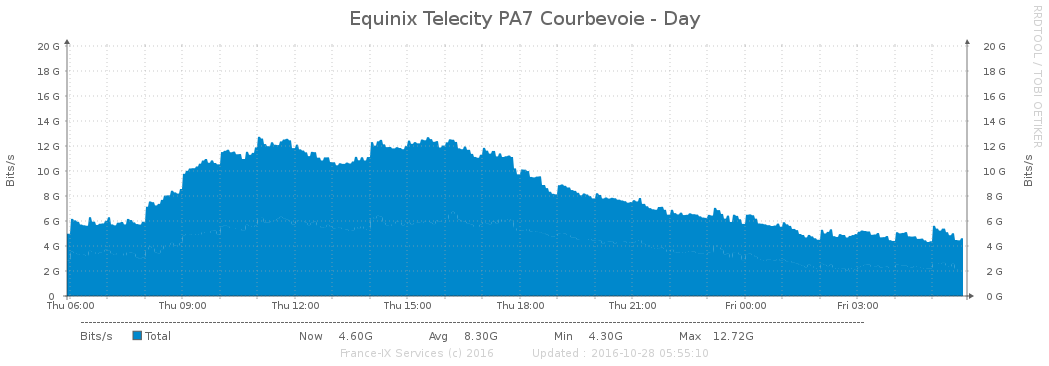 Equinix Telecity PA7 Courbevoie - Day
RRDTOOL / TOBI OETIKER
Bits/s
20 G 20 G
18 G 18 G
16 G 16 G
14 G 14 G
12 G 12 G
10 G 10 G
8 G 8 G
6 G 6 G
4 G 4 G
2 G 2 G
0 0 G
Bits/s
Thu 06:00 Thu 09:00 Thu 12:00 Thu 15:00 Thu 18:00 Thu 21:00 Fri 00:00 Fri 03:00
Bits/s Total Now 4.60G Avg 8.30G Min 4.30G Max 12.72G
France-IX Services (c) 2016 Updated : 2016-10-28 05:55:10